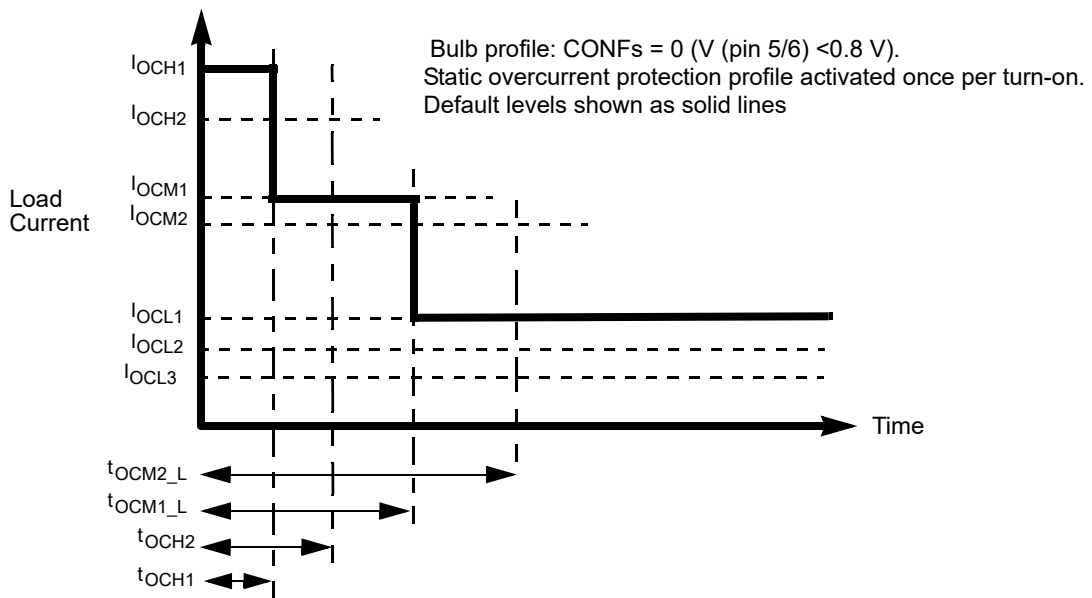 Bulb profile: CONFs = 0 (V (pin 5/6) <0.8 V).
Static overcurrent protection profile activated once per turn-on.
Default levels shown as solid lines
Load
Current
IOCH1
IOCH2
IOCM1
IOCM2
IOCL1
IOCL2
IOCL3
Time
tOCM2_L
tOCM1_L
tOCH2
tOCH1